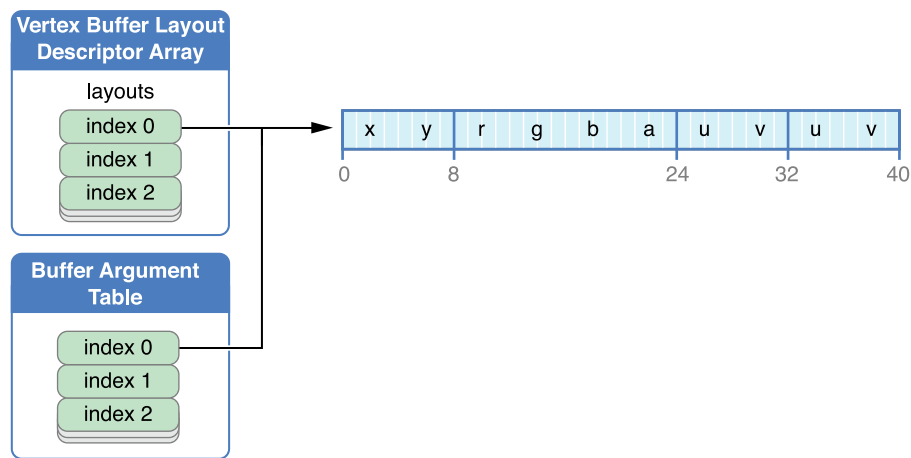 Vertex Buffer Layout
Descriptor Array
layouts
index 0
index 1
index 2
x y r g b a u v u v
0 8 24 32 40
Buffer Argument
Table
index 0
index 1
index 2